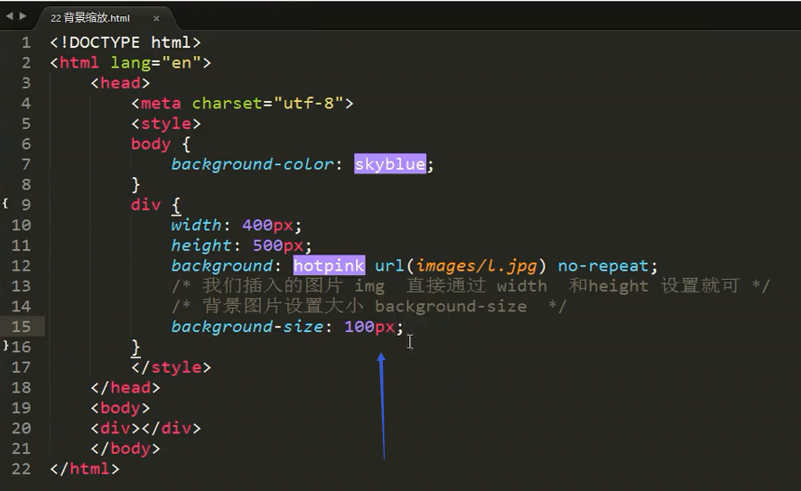 22 背景缩放.html
1 <!DOCTYPE html>
2 <html lang="en">
3 <head>
4 <meta charset="utf-8">
5 <style>
6 body {
7 background-color: skyblue;
8 }
9 div {
10 width: 400px;
11 height: 500px;
12 background: hotpink url(images/l.jpg) no-repeat;
13 /* 我们插入的图片 img 直接通过 width 和height 设置就可 */
14 /* 背景图片设置大小 background-size */
15 background-size: 100px;
16 }
17 </style>
18 </head>
19 <body>
20 <div></div>
21 </body>
22 </html>